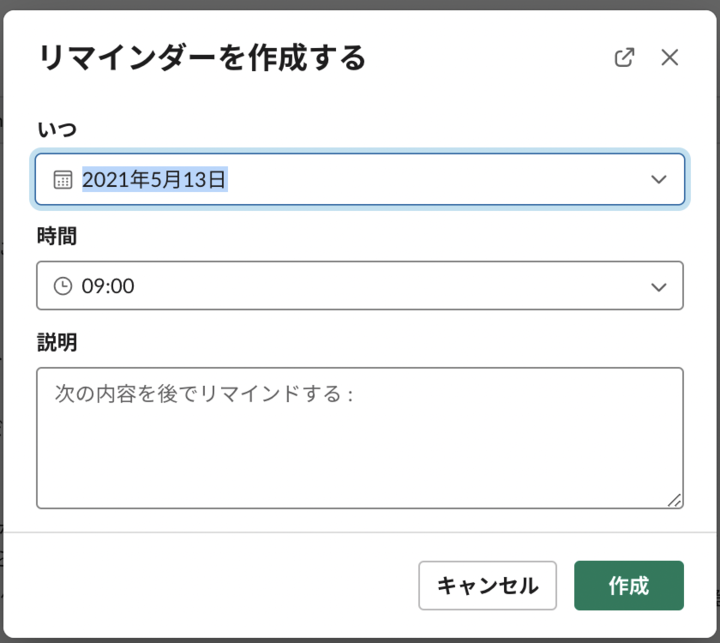 リマインダーを作成する
いつ
2021年5月13日
時間
09:00
説明
次の内容を後でリマインドする :
キャンセル
作成